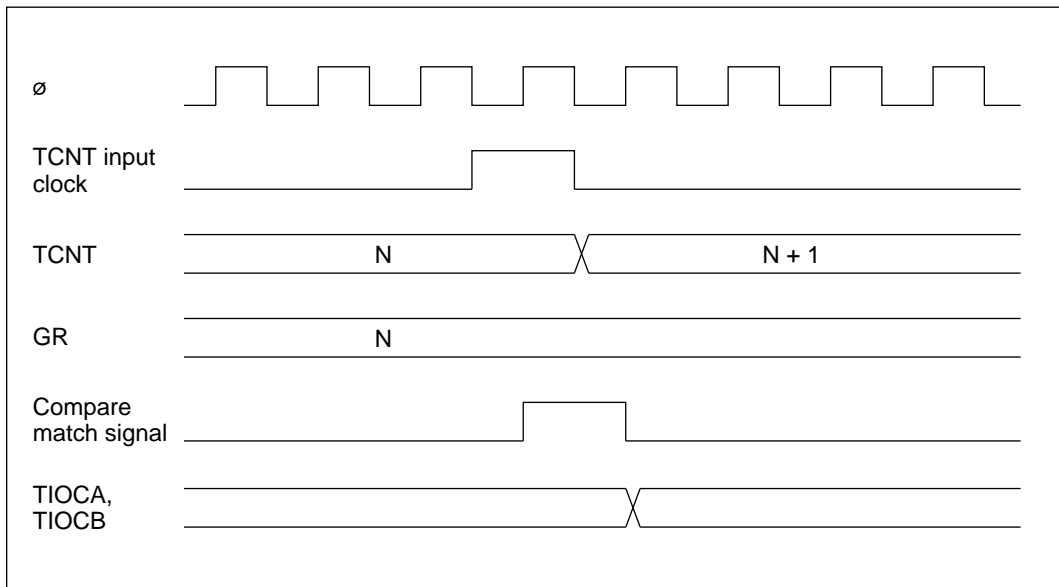 ø
TCNT input
clock
TCNT
N
N + 1
GR
N
Compare
match signal
TIOCA,
TIOCB